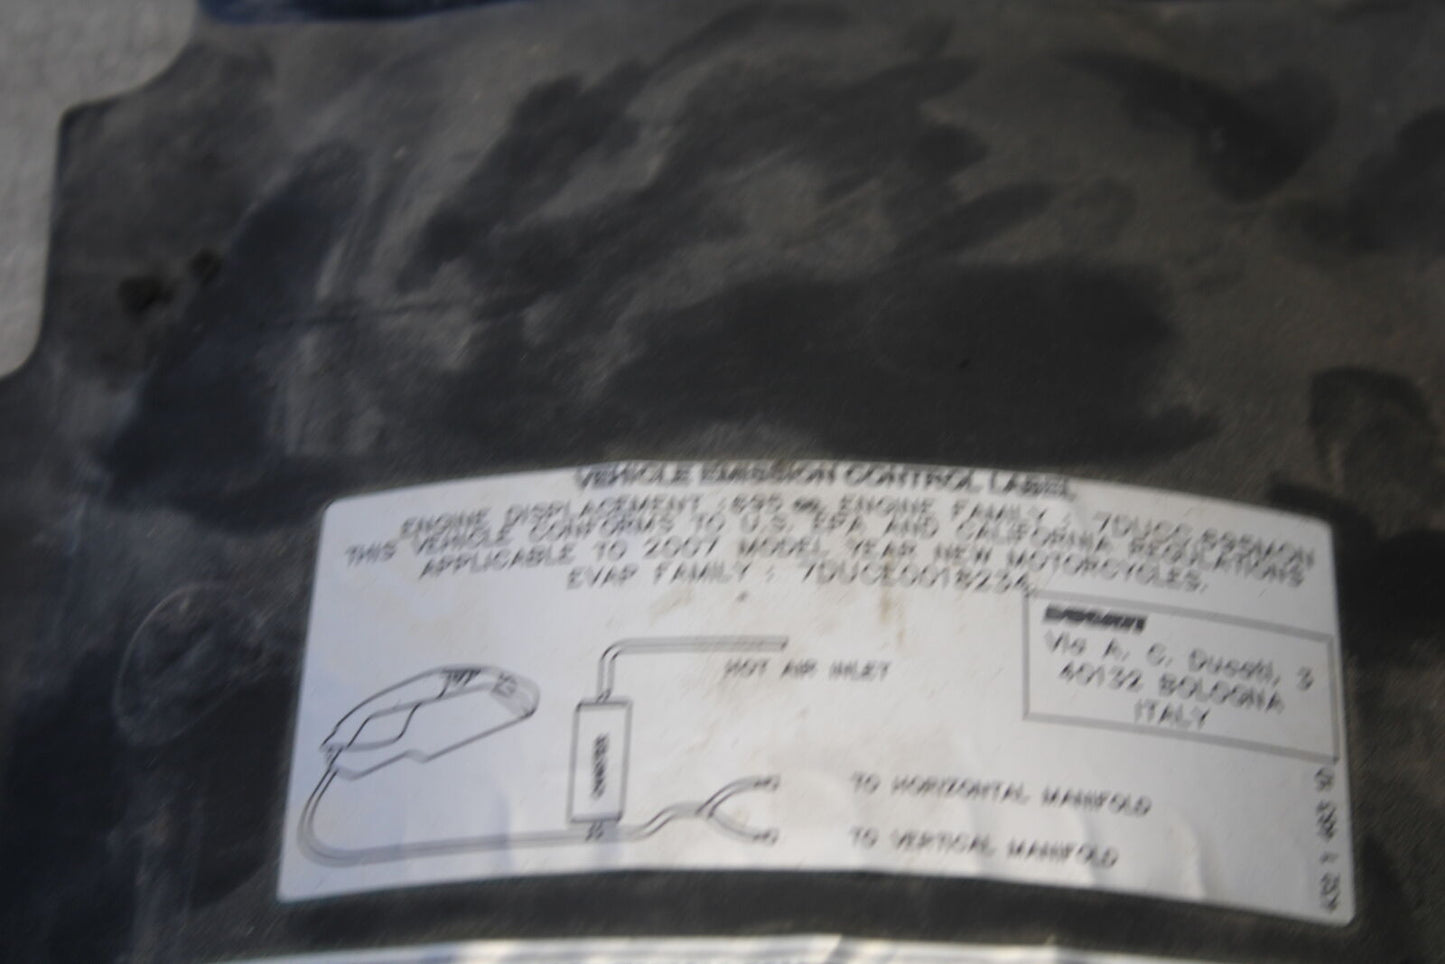 VEHICLE EMISSION CONTROL LABEL
ENGINE DISPLACEMENT : 695 cc ENGINE FAMILY : 7DUCC.695MON
THIS VEHICLE CONFORMS TO U.S. EPA AND CALIFORNIA REGULATIONS
APPLICABLE TO 2007 MODEL YEAR NEW MOTORCYCLES.
EVAP FAMILY : 7DUCE0018234
DUCATI
Via A. C. Ducati, 3
40132 BOLOGNA
ITALY
HOT AIR INLET
TO HORIZONTAL MANIFOLD
TO VERTICAL MANIFOLD